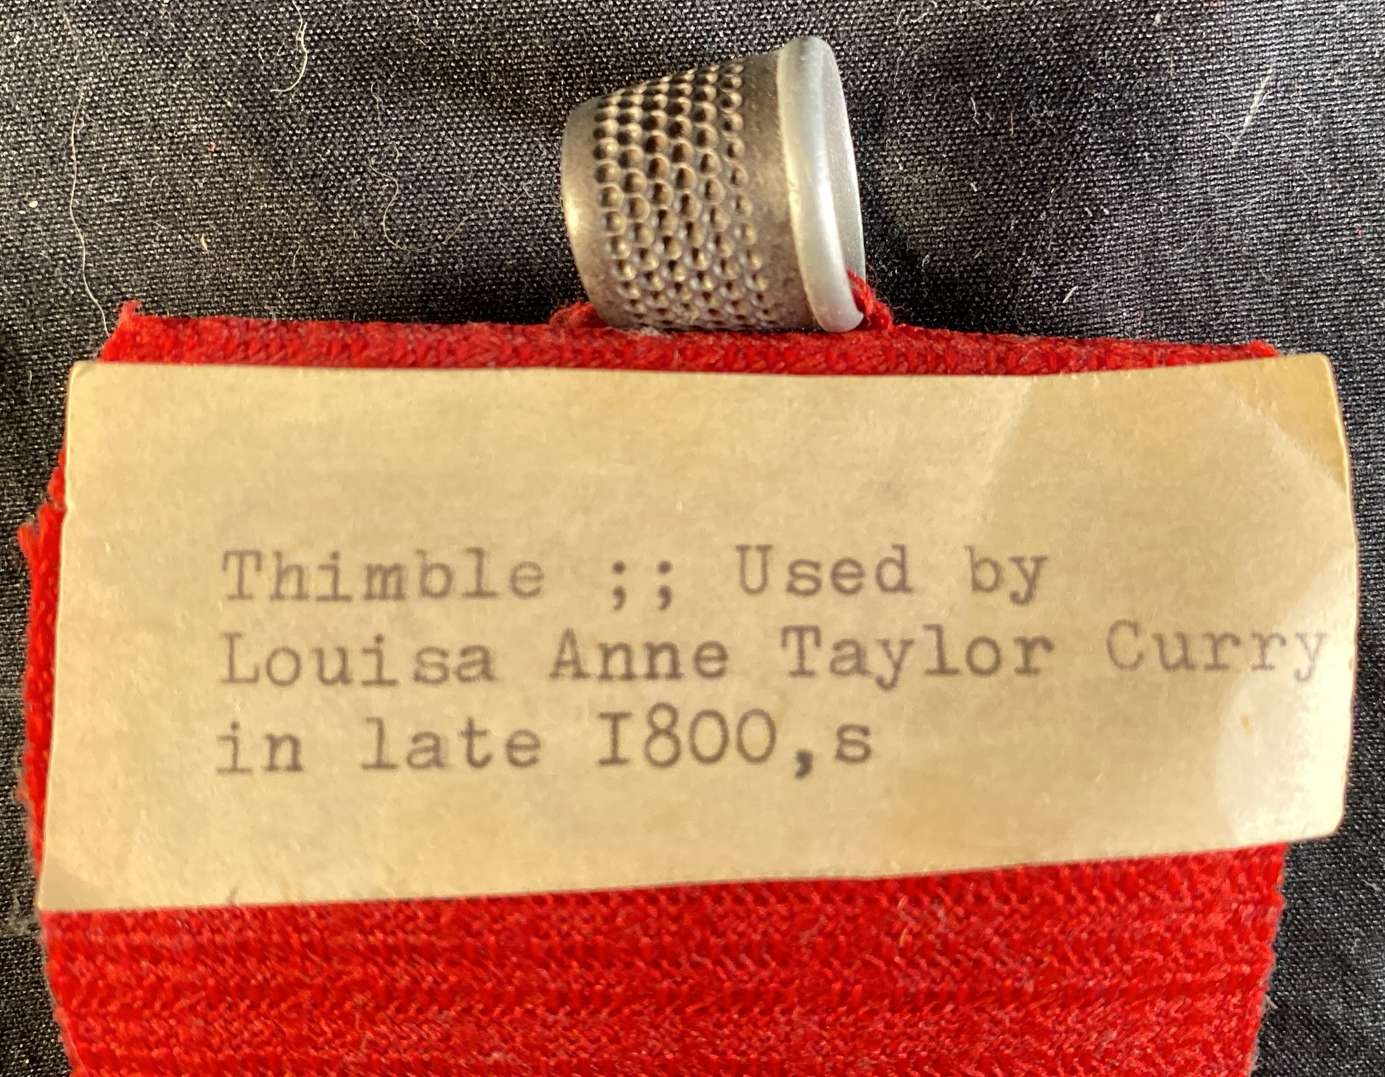 Thimble ;; Used by
Louisa Anne Taylor Curry
in late I800,s